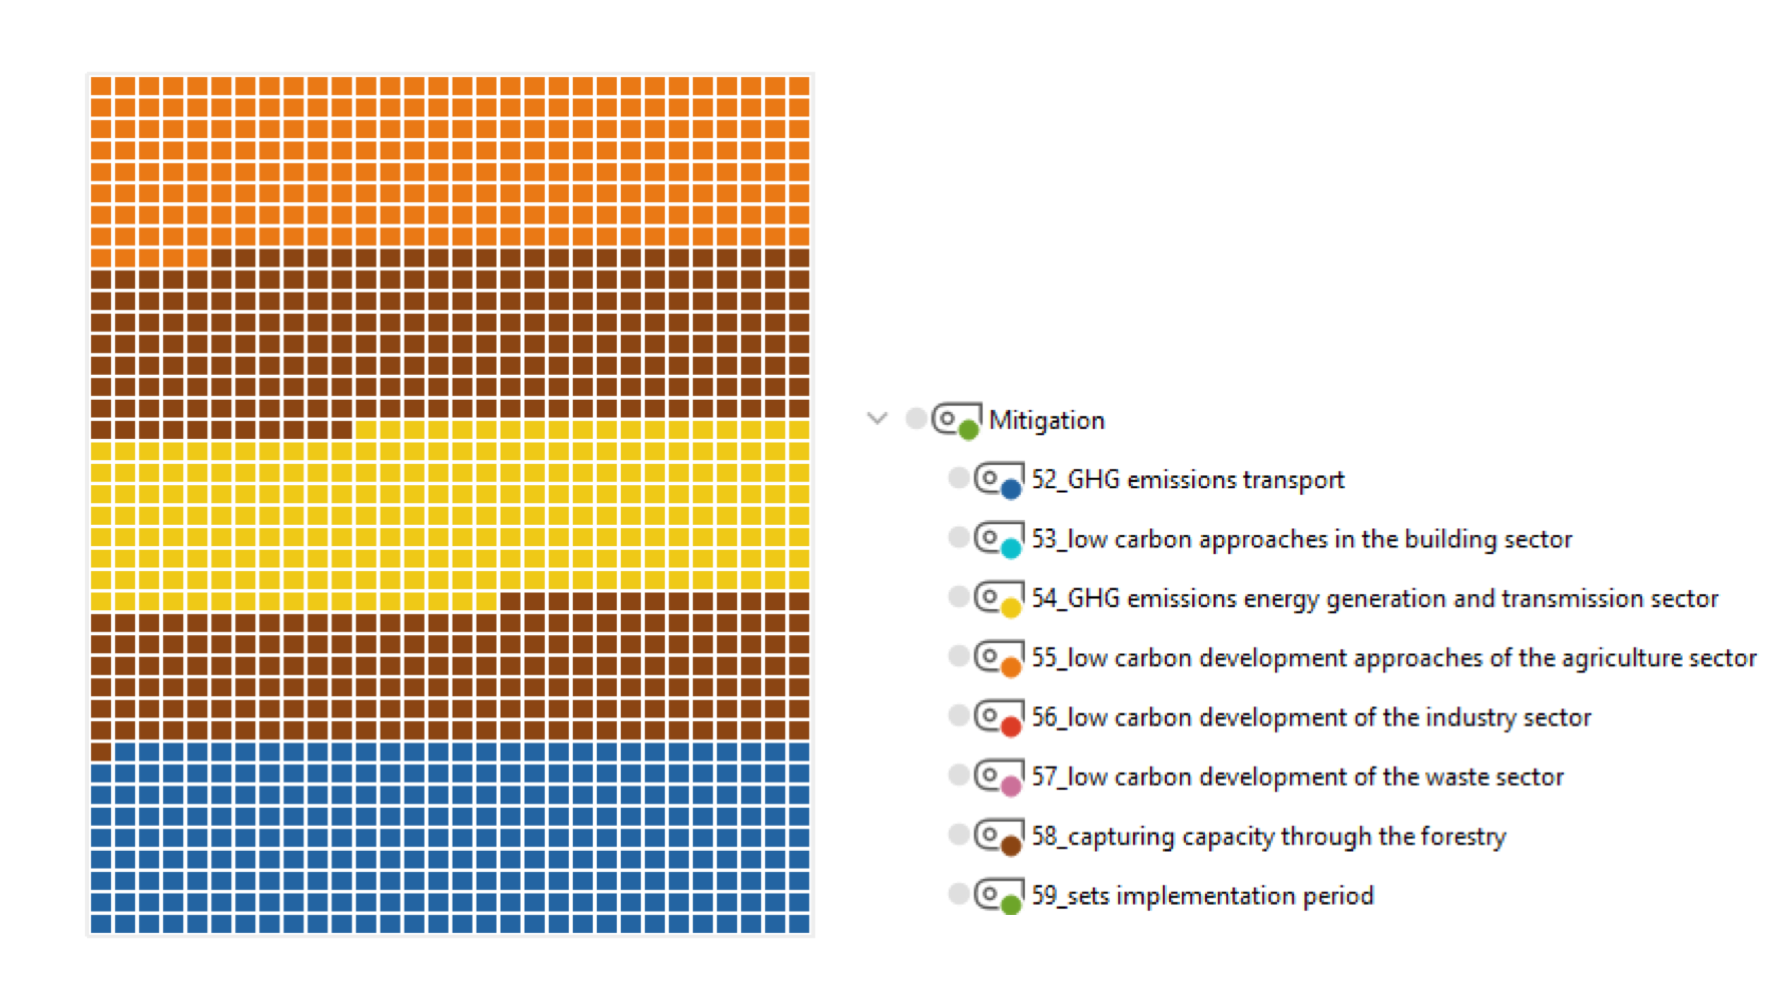 Mitigation
52_GHG emissions transport
53_low carbon approaches in the building sector
54_GHG emissions energy generation and transmission sector
55_low carbon development approaches of the agriculture sector
56_low carbon development of the industry sector
57_low carbon development of the waste sector
58_capturing capacity through the forestry
59_sets implementation period